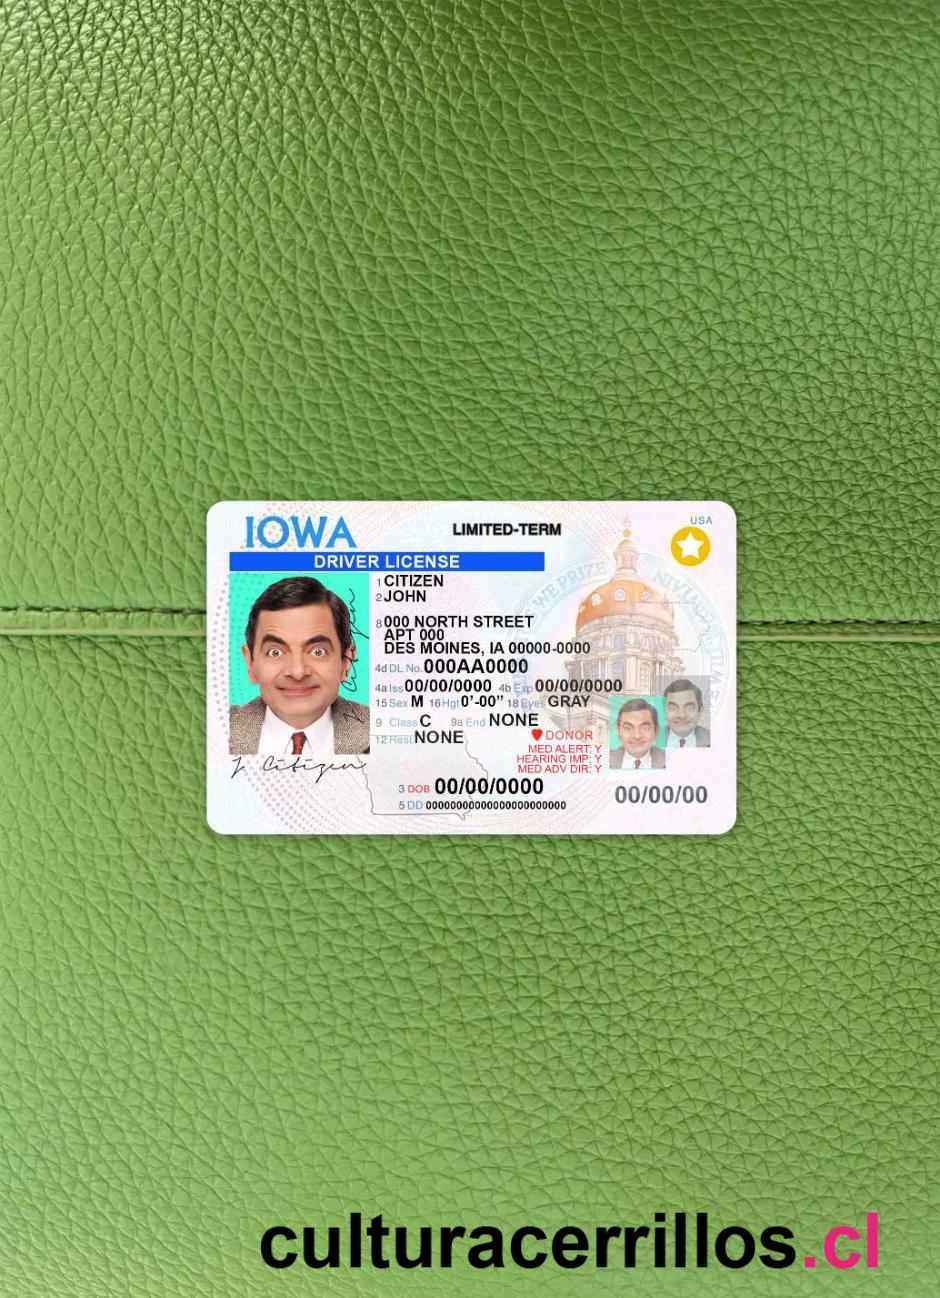 IOWA
LIMITED-TERM
USA
DRIVER LICENSE
1 CITIZEN
2 JOHN
8 000 NORTH STREET
APT 000
DES MOINES, IA 00000-0000
4d DL No. 000AA0000
4a Iss 00/00/0000 4b Exp 00/00/0000
15 Sex M 16 Hgt 0'-00" 18 Eyes GRAY
9 Class C 9a End NONE
12 Rest NONE
DONOR
MED ALERT: Y
HEARING IMP: Y
MED ADV DIR: Y
J. Citizen
Citizen
3 DOB 00/00/0000
00/00/00
5 DD 00000000000000000000000
culturacerrillos.cl